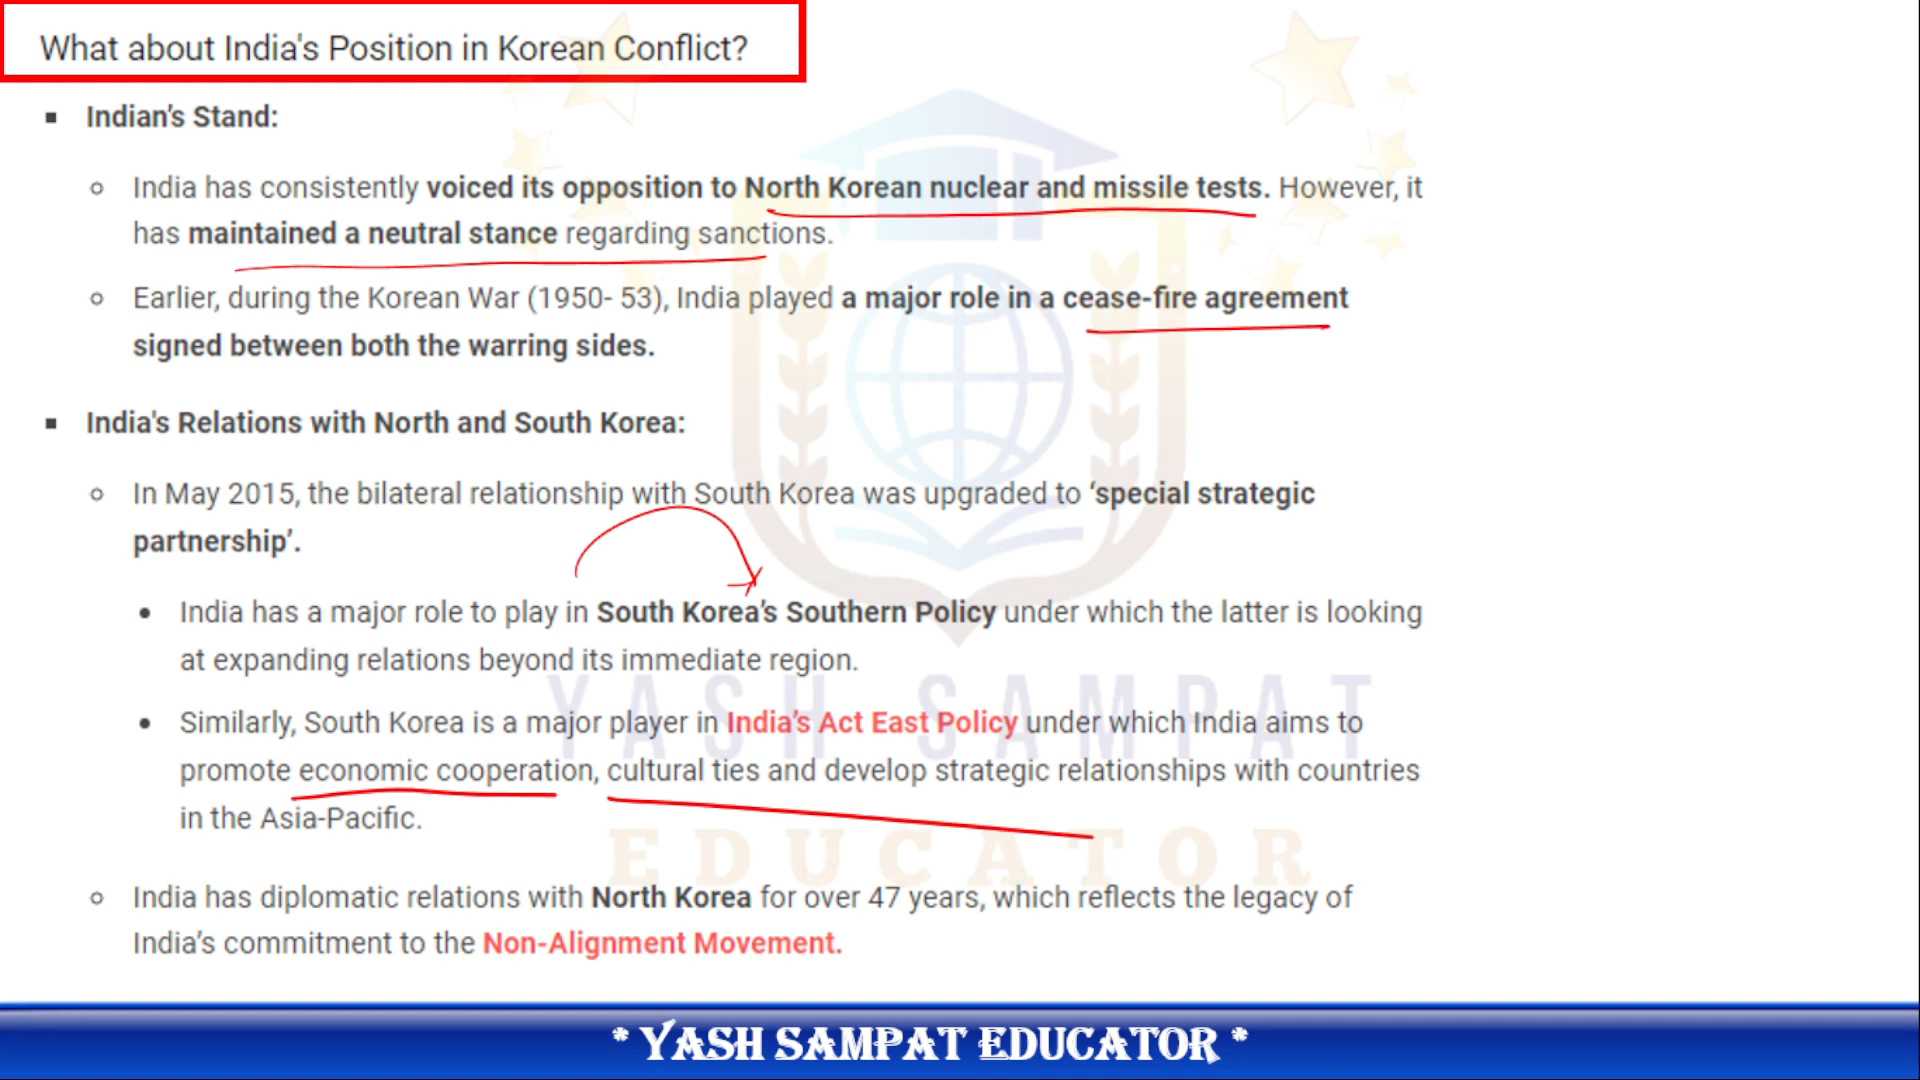 What about India's Position in Korean Conflict?
Indian's Stand:
India has consistently voiced its opposition to North Korean nuclear and missile tests. However, it
has maintained a neutral stance regarding sanctions.
Earlier, during the Korean War (1950- 53), India played a major role in a cease-fire agreement
signed between both the warring sides.
India's Relations with North and South Korea:
In May 2015, the bilateral relationship with South Korea was upgraded to ‘special strategic
partnership’.
India has a major role to play in South Korea’s Southern Policy under which the latter is looking
at expanding relations beyond its immediate region.
Similarly, South Korea is a major player in India’s Act East Policy under which India aims to
promote economic cooperation, cultural ties and develop strategic relationships with countries
in the Asia-Pacific.
India has diplomatic relations with North Korea for over 47 years, which reflects the legacy of
India’s commitment to the Non-Alignment Movement.
YASH SAMPAT
EDUCATOR
* YASH SAMPAT EDUCATOR *